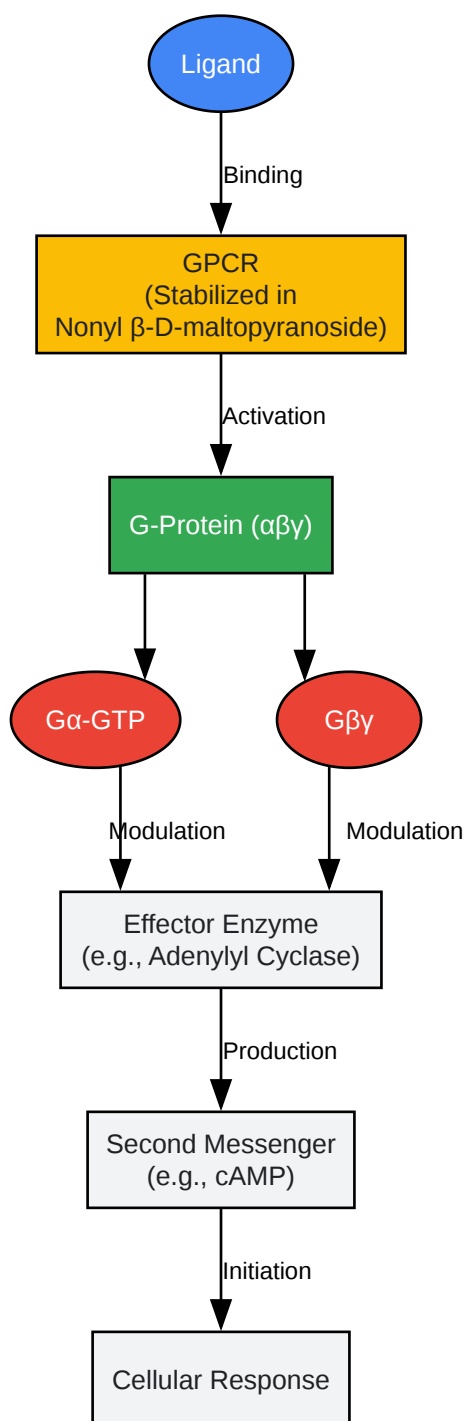 Ligand
Binding
GPCR
(Stabilized in
Nonyl β-D-maltopyranoside)
Activation
G-Protein (αβγ)
Gα-GTP
Gβγ
Modulation
Modulation
Effector Enzyme
(e.g., Adenylyl Cyclase)
Production
Second Messenger
(e.g., cAMP)
Initiation
Cellular Response